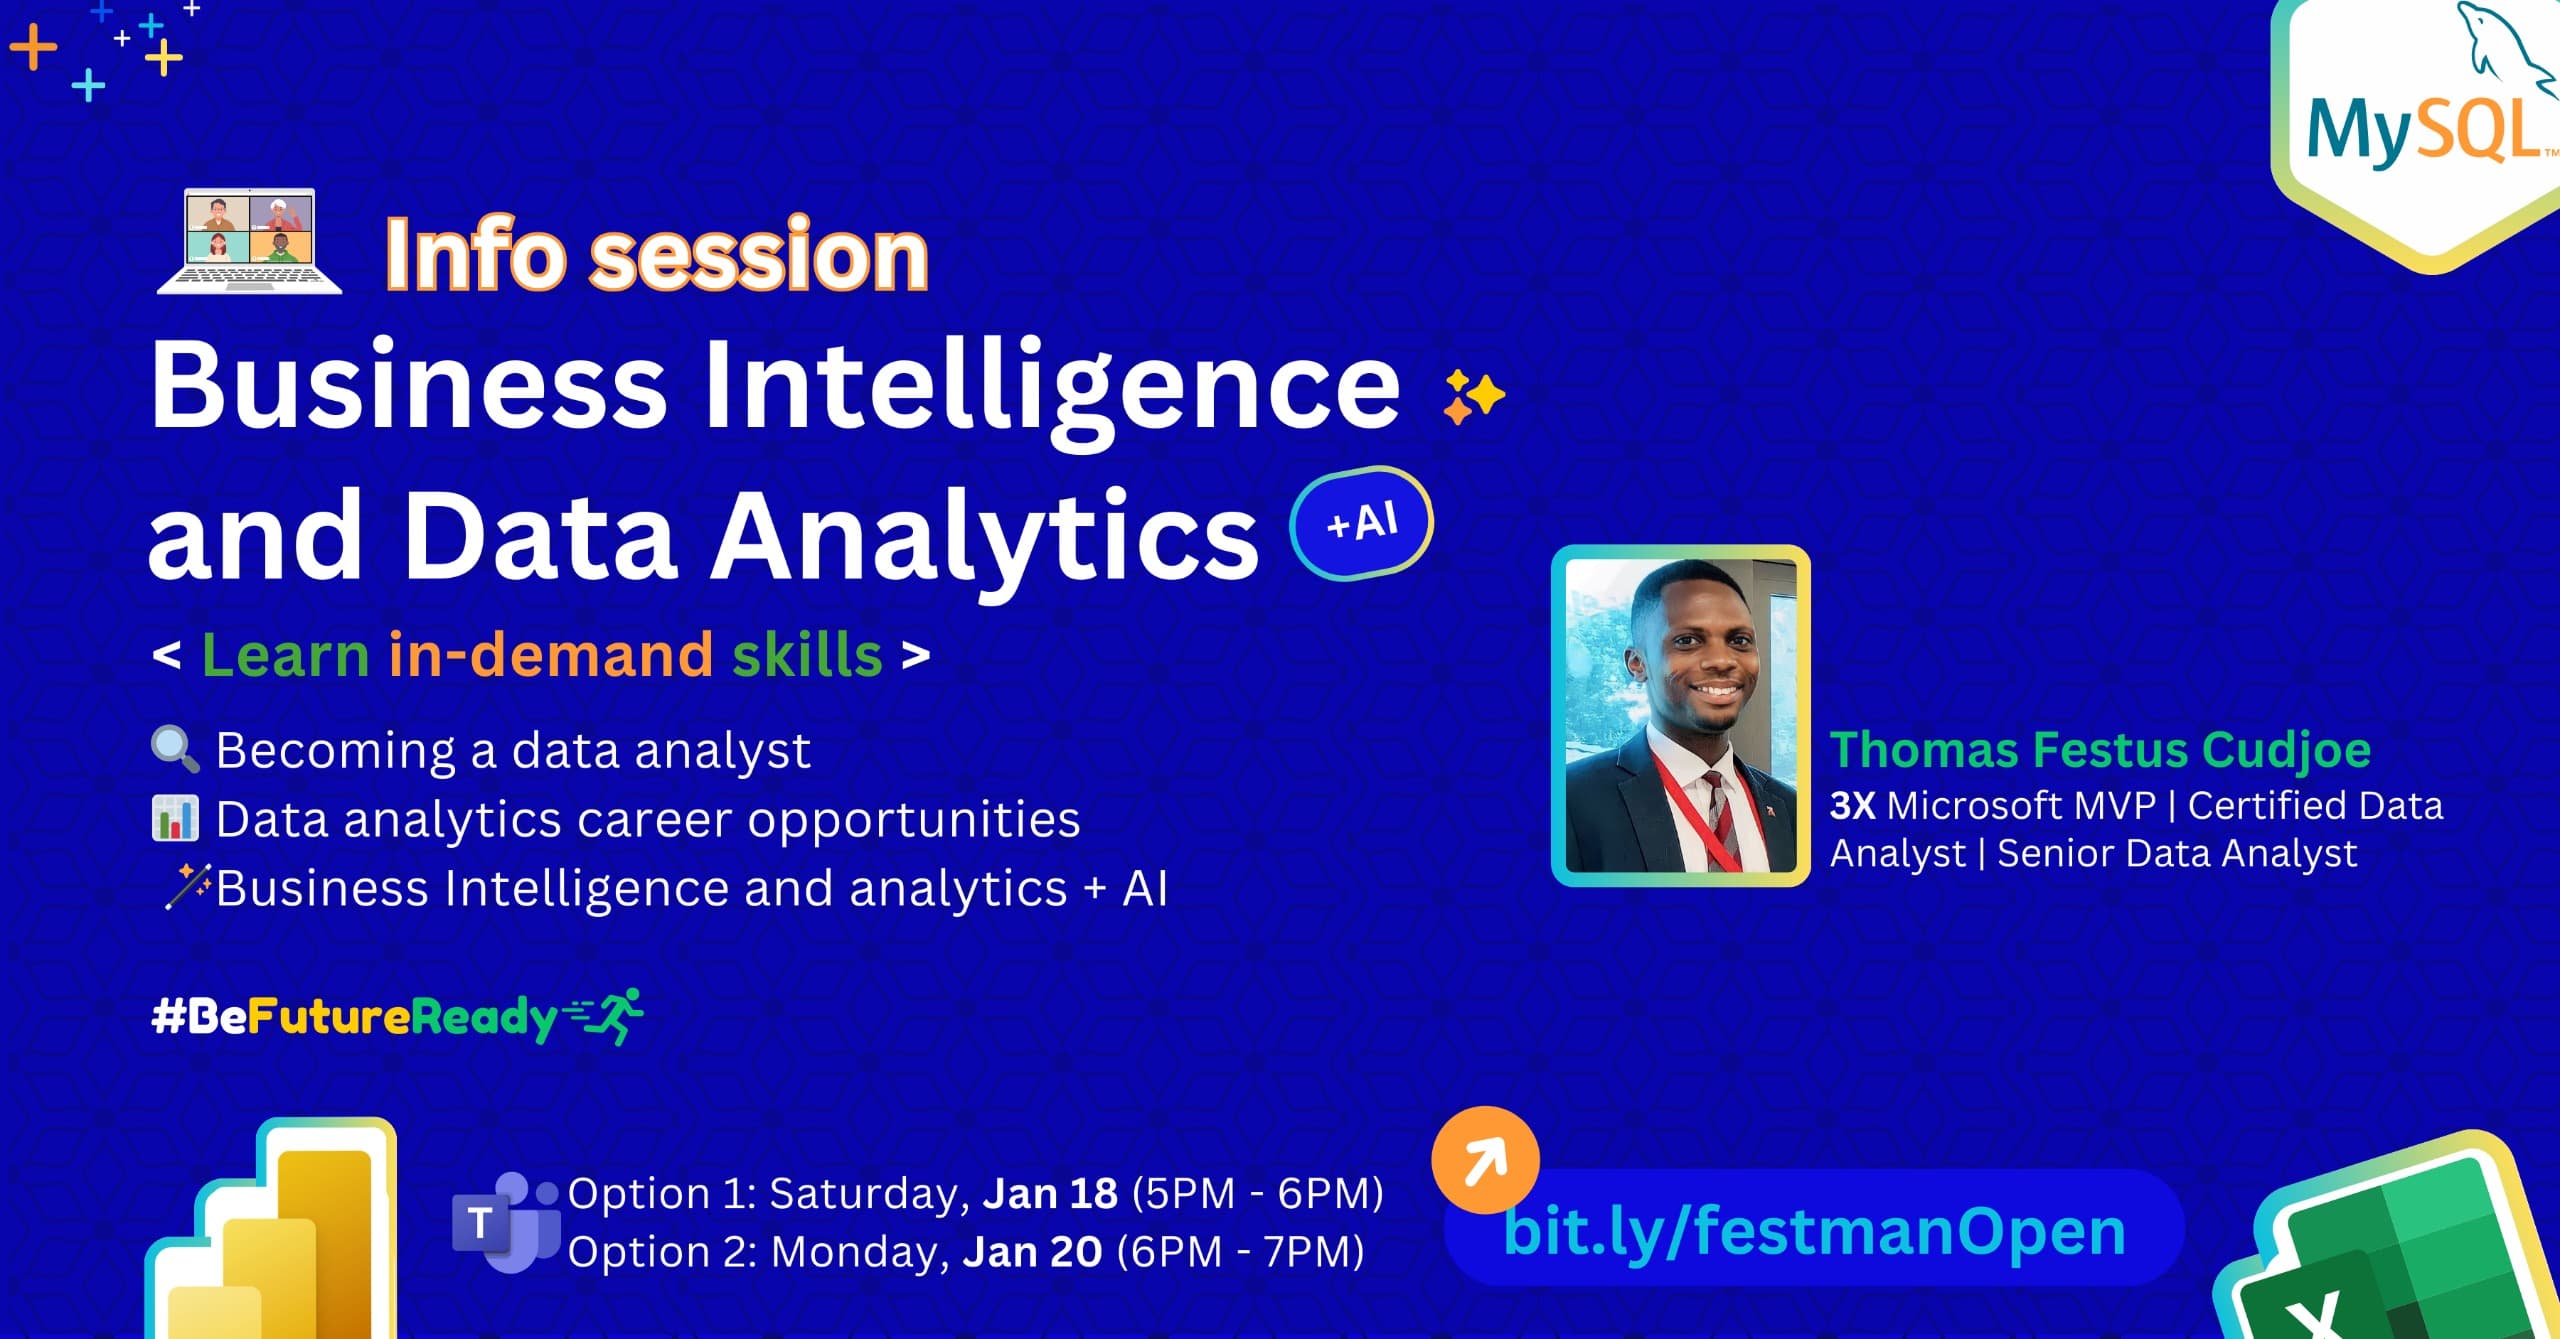 MySQL™
Info session
Business Intelligence
and Data Analytics +AI
< Learn in-demand skills >
Becoming a data analyst
Data analytics career opportunities
Business Intelligence and analytics + AI
Thomas Festus Cudjoe
3X Microsoft MVP | Certified Data
Analyst | Senior Data Analyst
#BeFutureReady
T
Option 1: Saturday, Jan 18 (5PM - 6PM)
Option 2: Monday, Jan 20 (6PM - 7PM)
bit.ly/festmanOpen
X